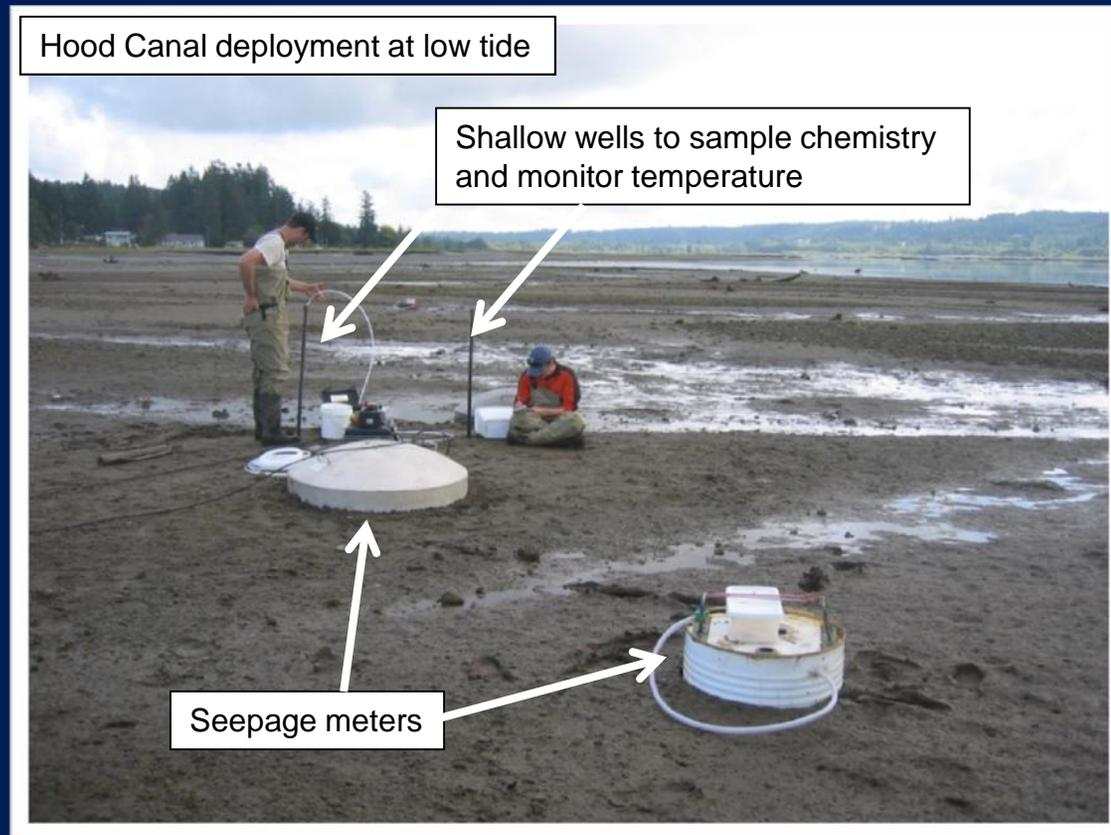 Hood Canal deployment at low tide
Shallow wells to sample chemistry
and monitor temperature
Seepage meters